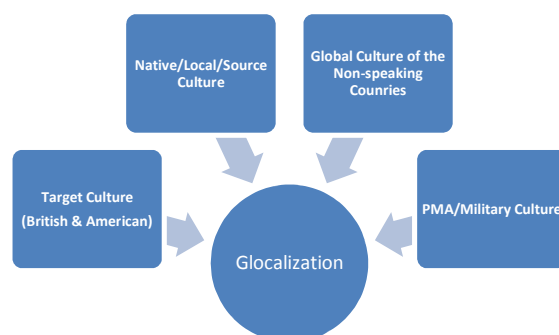 Native/Local/Source
Culture
Global Culture of the
Non-speaking
Counries
Target Culture
(British & American)
PMA/Military Culture
Glocalization